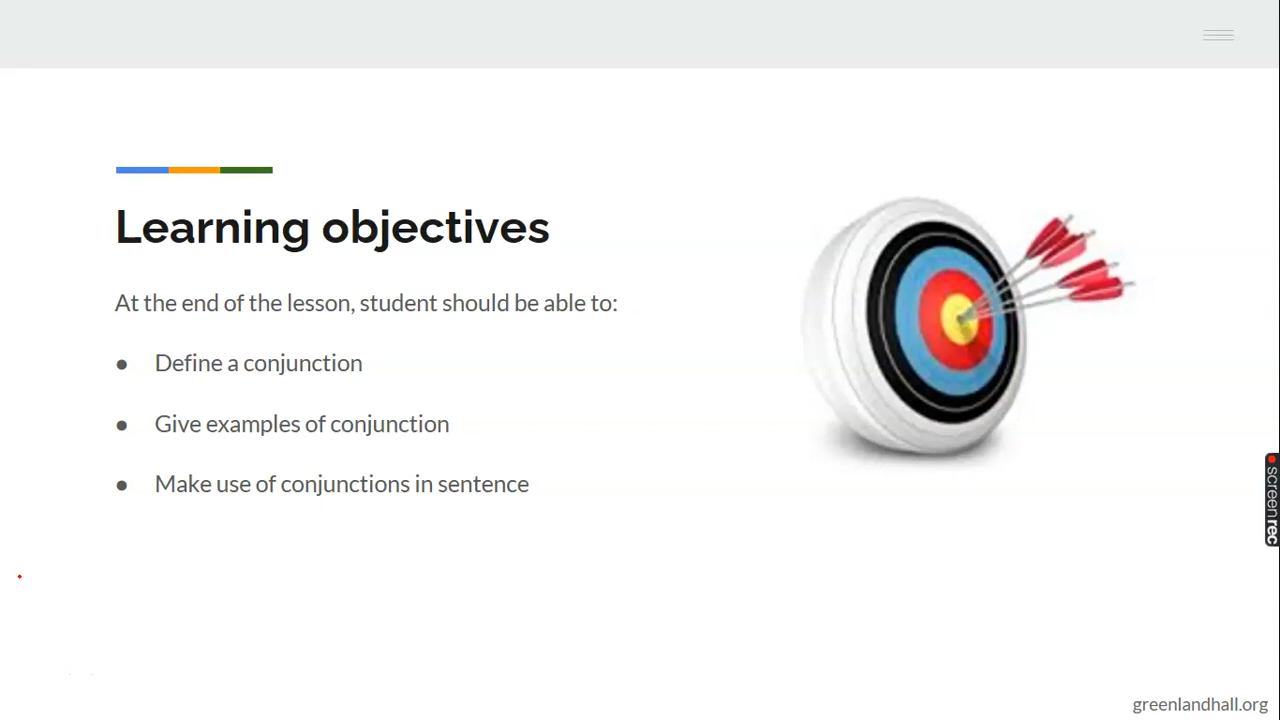 Learning objectives
At the end of the lesson, student should be able to:
● Define a conjunction
● Give examples of conjunction
● Make use of conjunctions in sentence
screenrec
greenlandhall.org